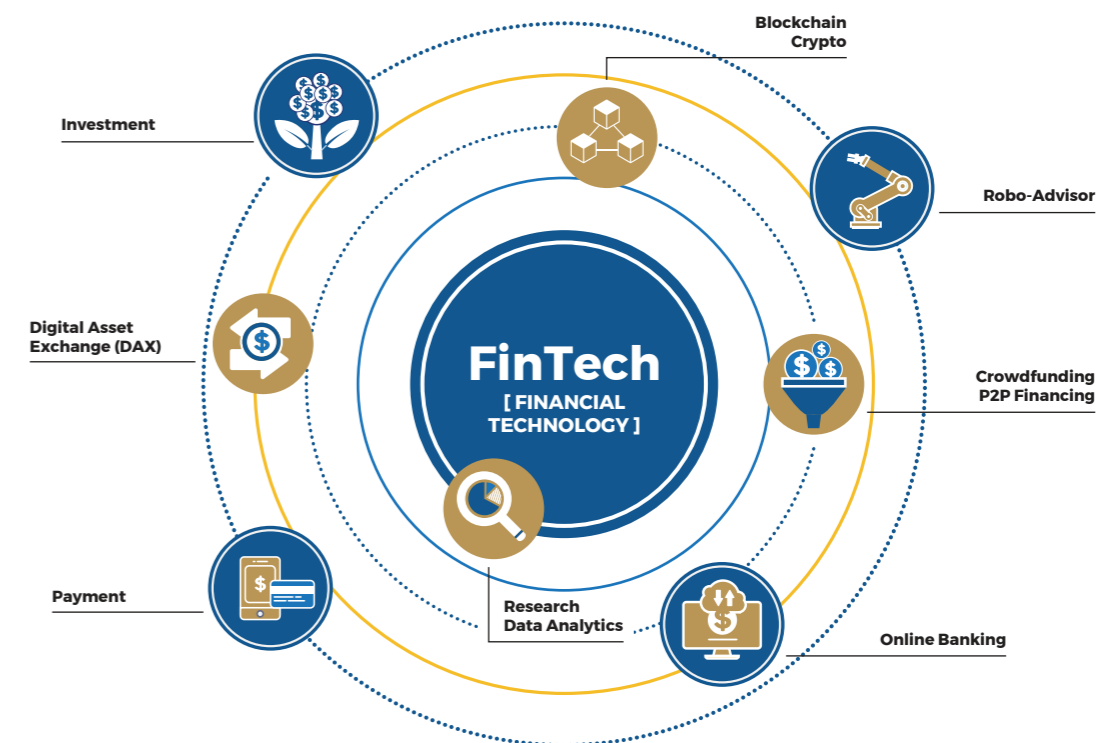 Blockchain
Crypto
Investment
Robo-Advisor
Digital Asset
Exchange (DAX)
FinTech
[ FINANCIAL
TECHNOLOGY ]
Crowdfunding
P2P Financing
Payment
Research
Data Analytics
Online Banking